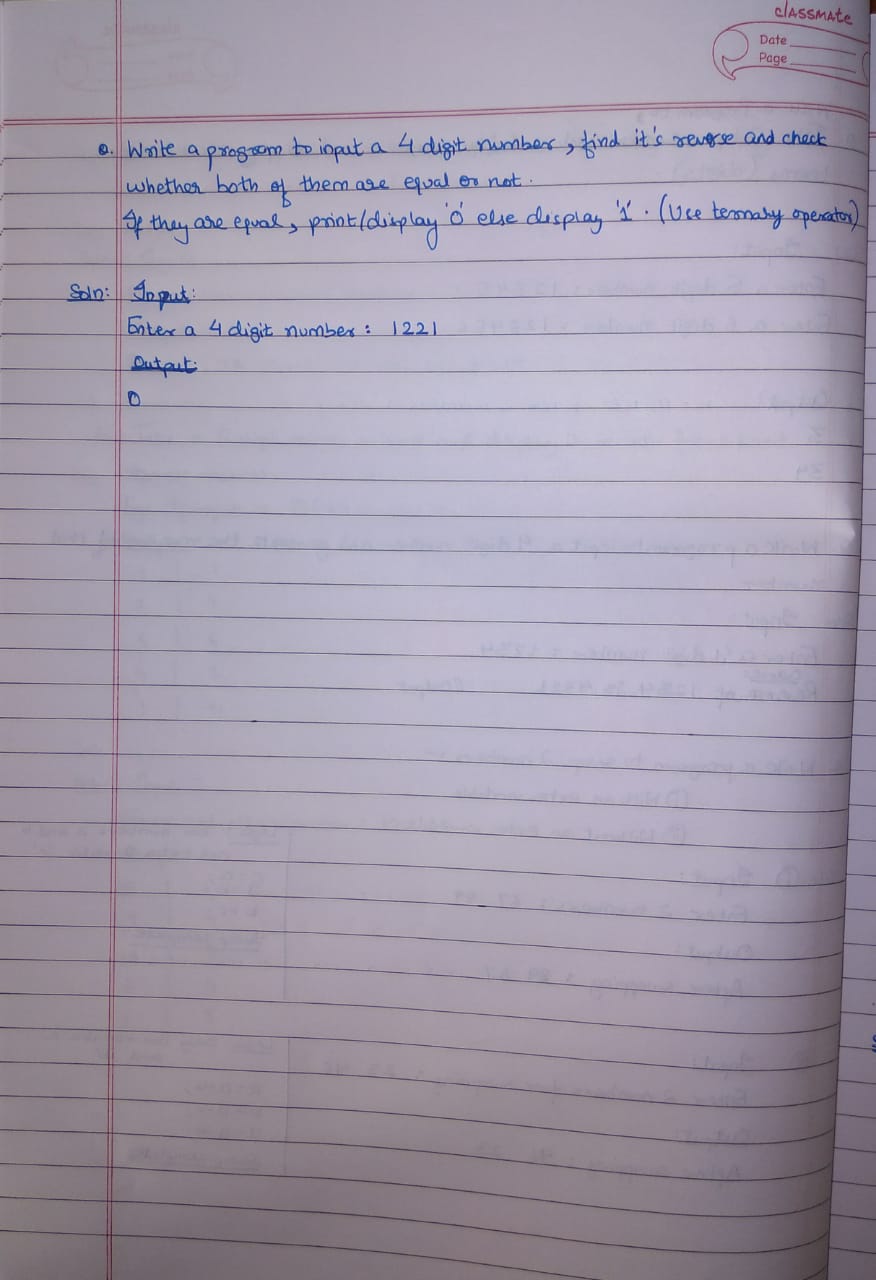 classmate
Date
Page
Q. Write a program to input a 4 digit number, find it's reverse and check
whether both of them are equal or not.
If they are equal, print/display '0' else display '1'. (Use ternary operator)
Soln: Input:
Enter a 4 digit number: 1221
Output:
0